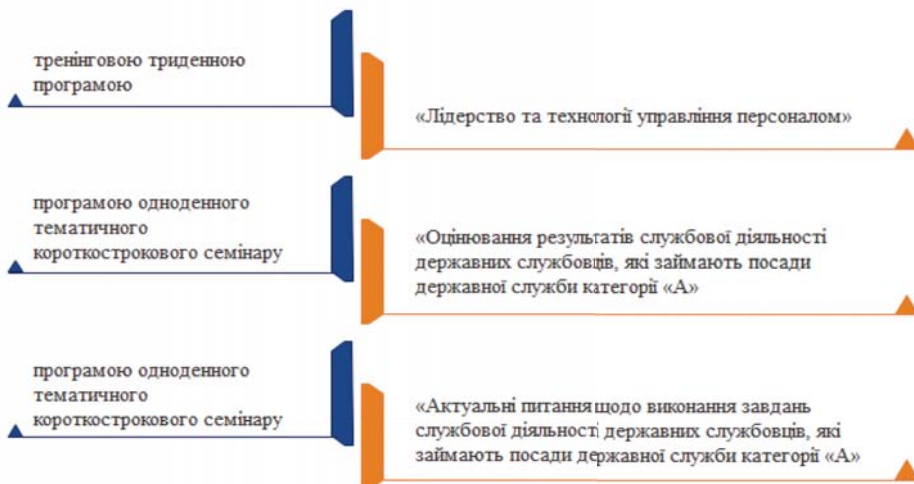 тренінговою триденною
програмою
«Лідерство та технології управління персоналом»
програмою одноденного
тематичного
короткострокового семінару
«Оцінювання результатів службової діяльності
державних службовців, які займають посади
державної служби категорії «А»
програмою одноденного
тематичного
короткострокового семінару
«Актуальні питання щодо виконання завдань
службової діяльності державних службовців, які
займають посади державної служби категорії «А»